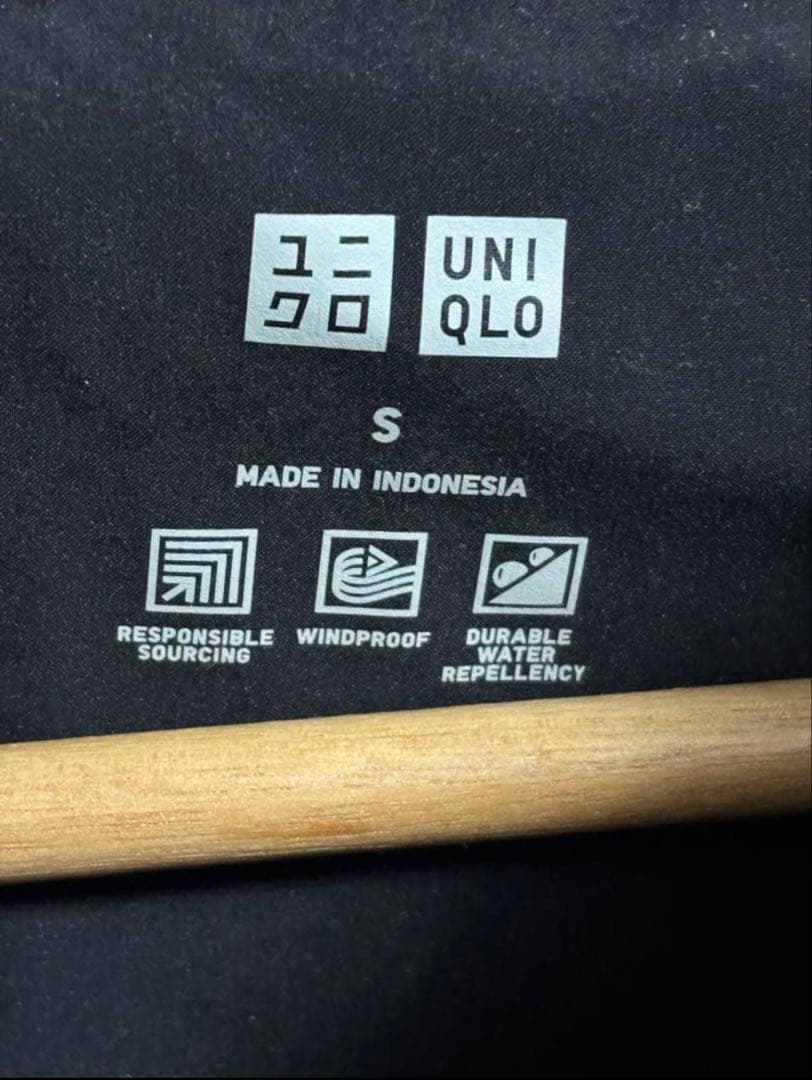 ユニ
クロ
UNI
QLO
S
MADE IN INDONESIA
RESPONSIBLE
SOURCING
WINDPROOF
DURABLE
WATER
REPELLENCY